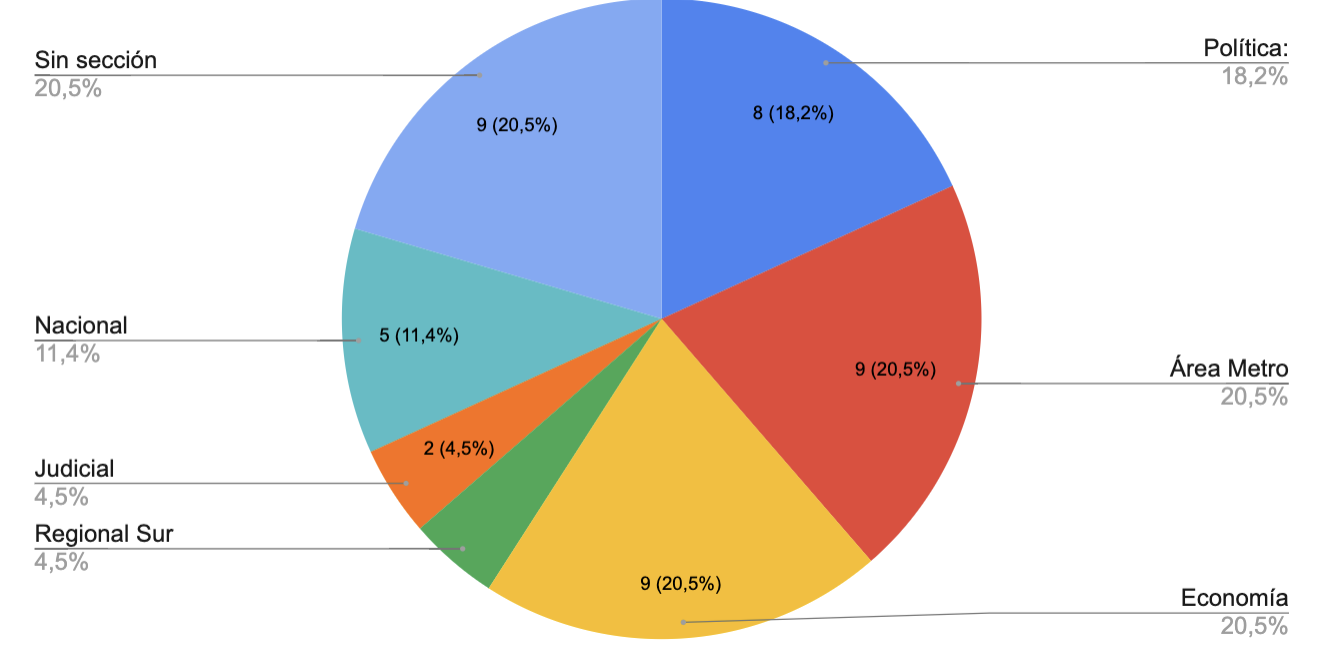 Sin sección
20,5%
Política:
18,2%
8 (18,2%)
9 (20,5%)
Nacional
11,4%
5 (11,4%)
9 (20,5%)
Área Metro
20,5%
2 (4,5%)
Judicial
4,5%
Regional Sur
4,5%
9 (20,5%)
Economía
20,5%